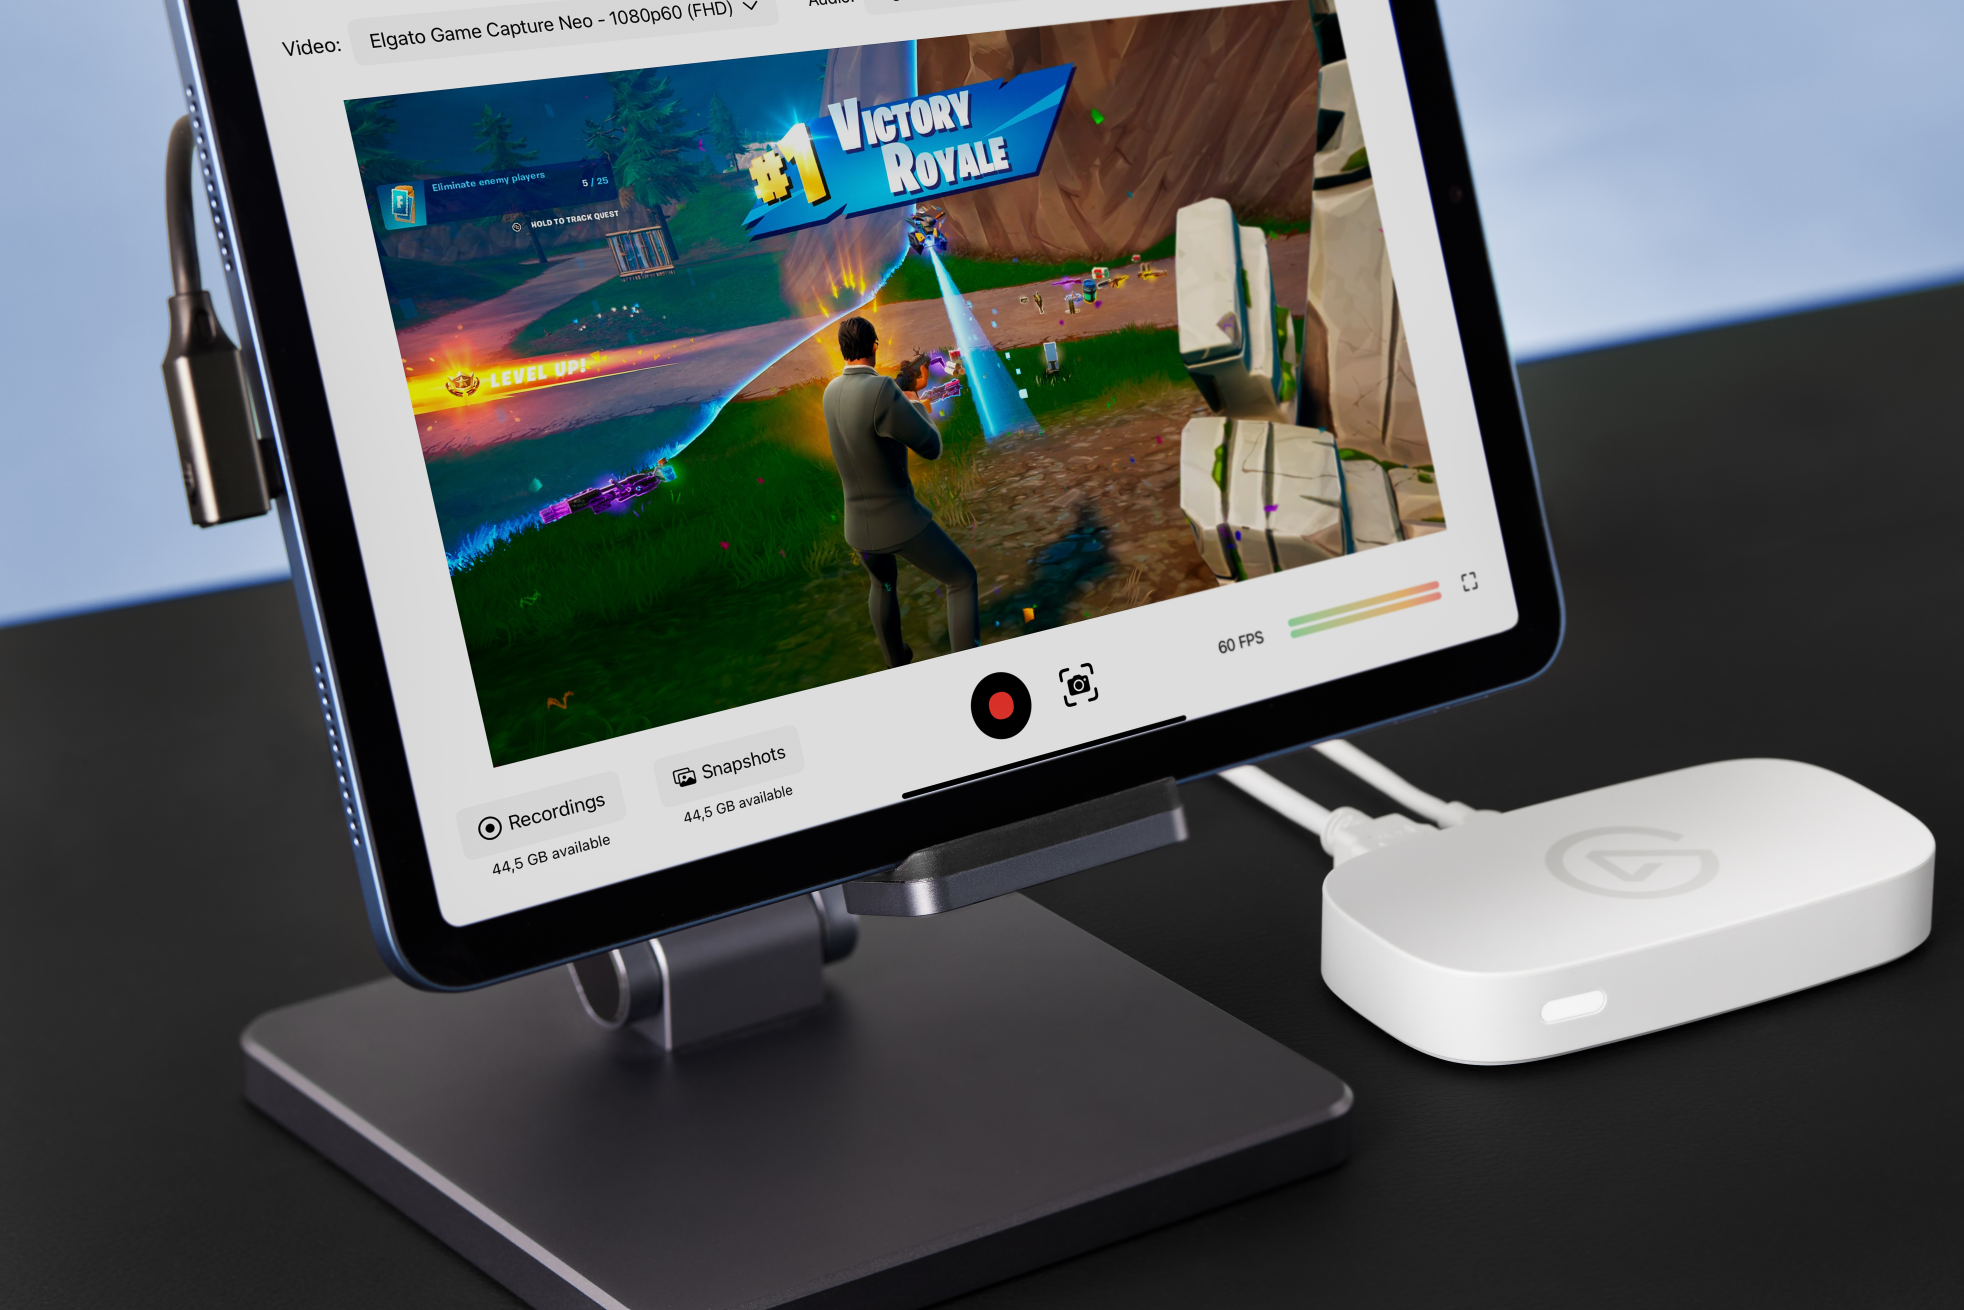 Video:
Elgato Game Capture Neo - 1080p60 (FHD)
Audio:
#1
VICTORY
ROYALE
Eliminate enemy players
5 / 25
HOLD TO TRACK QUEST
LEVEL UP!
60 FPS
Recordings
44,5 GB available
Snapshots
44,5 GB available